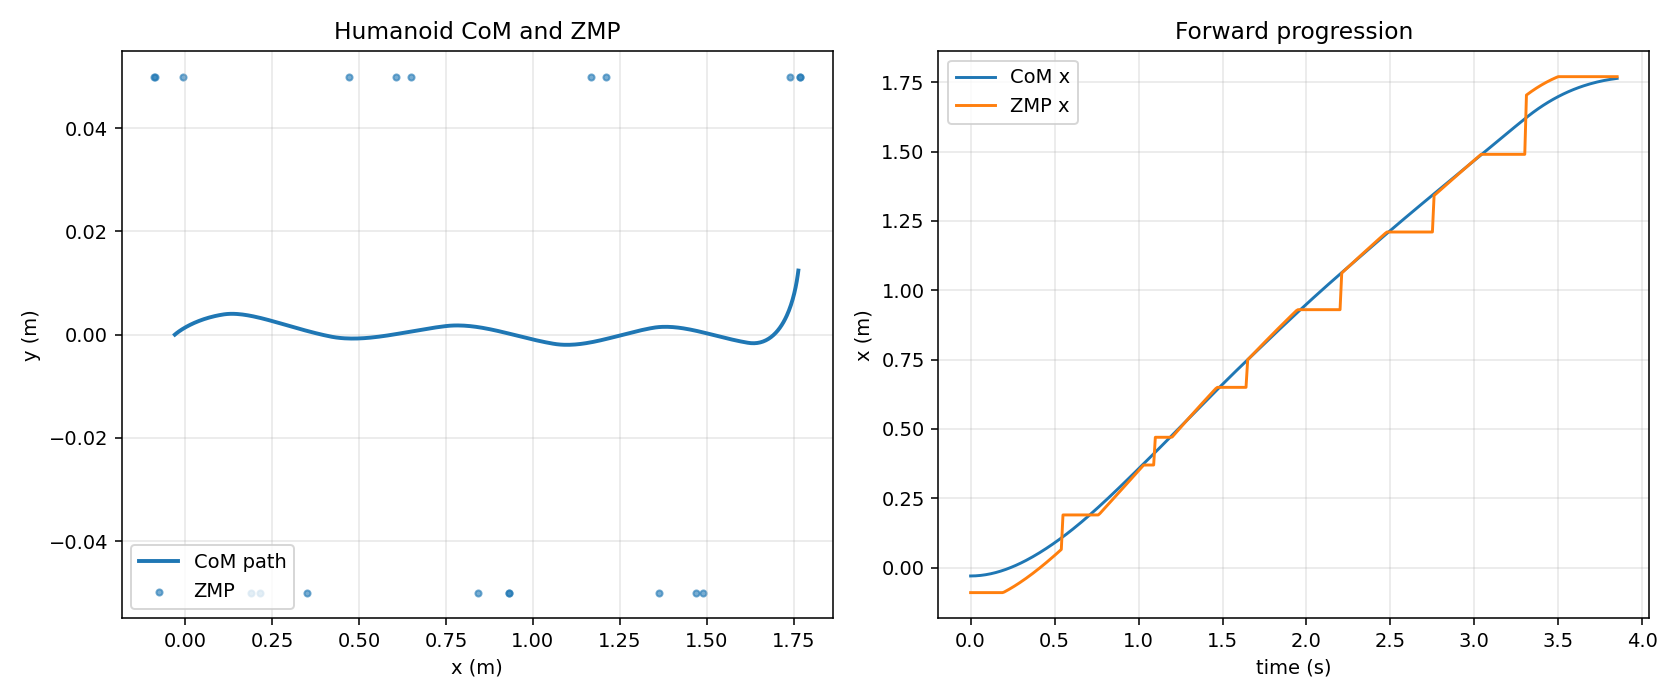 Humanoid CoM and ZMP
y (m)
0.04
0.02
0.00
−0.02
−0.04
CoM path
ZMP
0.00 0.25 0.50 0.75 1.00 1.25 1.50 1.75
x (m)
Forward progression
x (m)
1.75
1.50
1.25
1.00
0.75
0.50
0.25
0.00
CoM x
ZMP x
0.0 0.5 1.0 1.5 2.0 2.5 3.0 3.5 4.0
time (s)